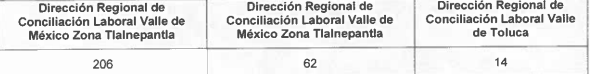 Dirección Regional de
Conciliación Laboral Valle de
México Zona Tlalnepantla
Dirección Regional de
Conciliación Laboral Valle de
México Zona Tlalnepantla
Dirección Regional de
Conciliación Laboral Valle
de Toluca
206
62
14